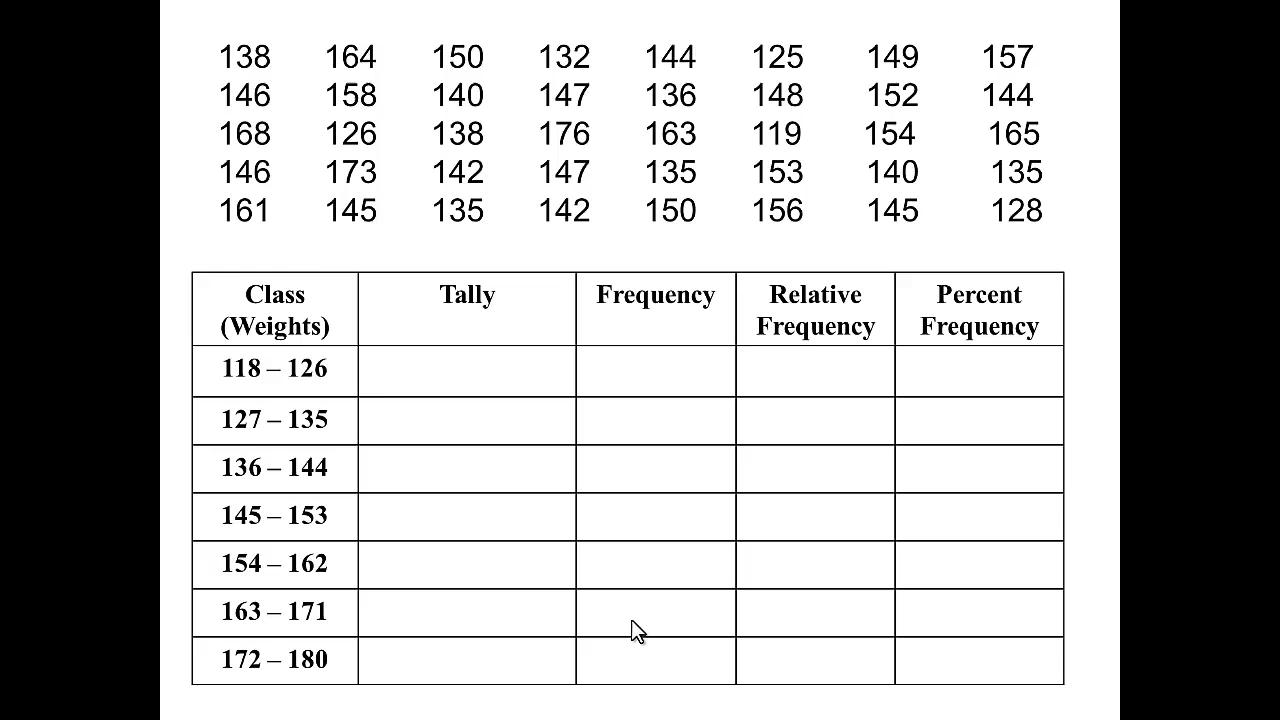 138 164 150 132 144 125 149 157
146 158 140 147 136 148 152 144
168 126 138 176 163 119 154 165
146 173 142 147 135 153 140 135
161 145 135 142 150 156 145 128
Class Tally Frequency Relative Percent
(Weights) Frequency Frequency
118 – 126
127 – 135
136 – 144
145 – 153
154 – 162
163 – 171
172 – 180